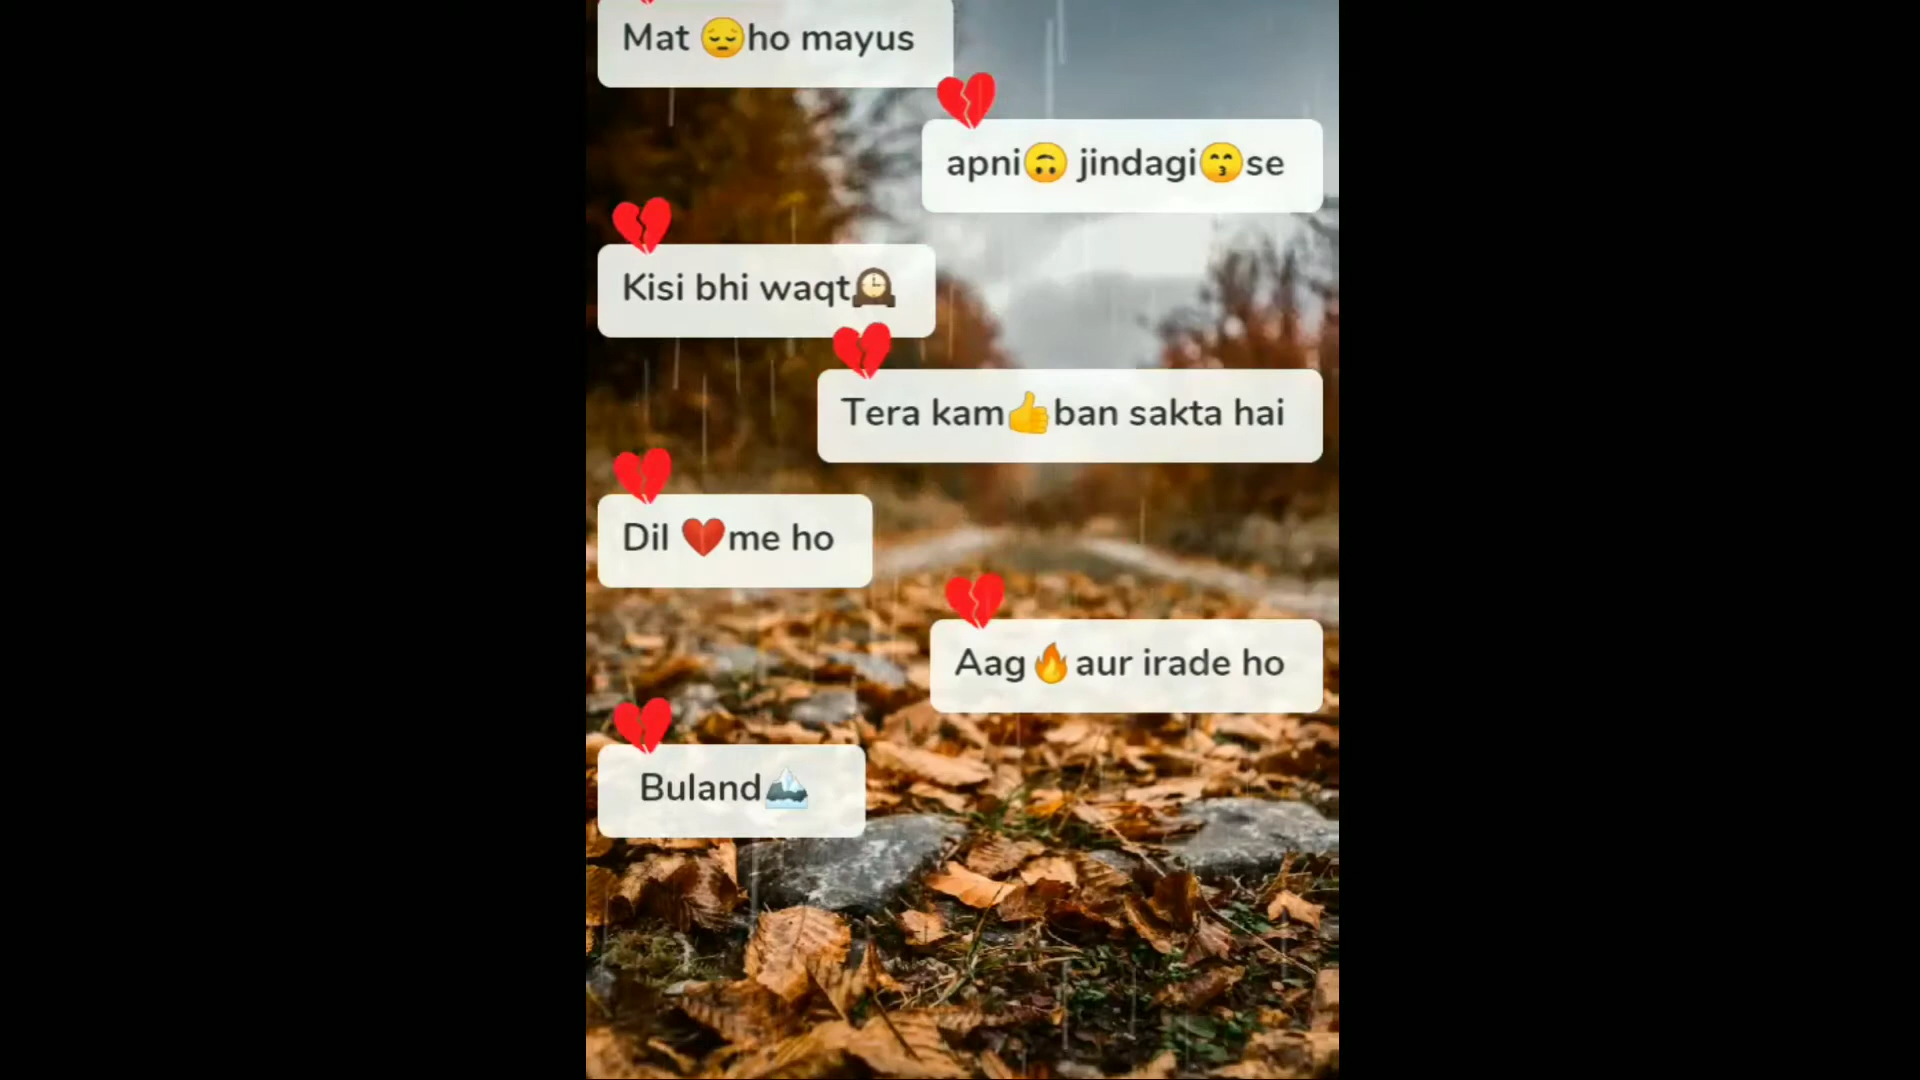 Mat 😔ho mayus
apni🙃 jindagi😙se
Kisi bhi waqt🕰️
Tera kam👍ban sakta hai
Dil ❤️me ho
Aag🔥aur irade ho
Buland🏔️